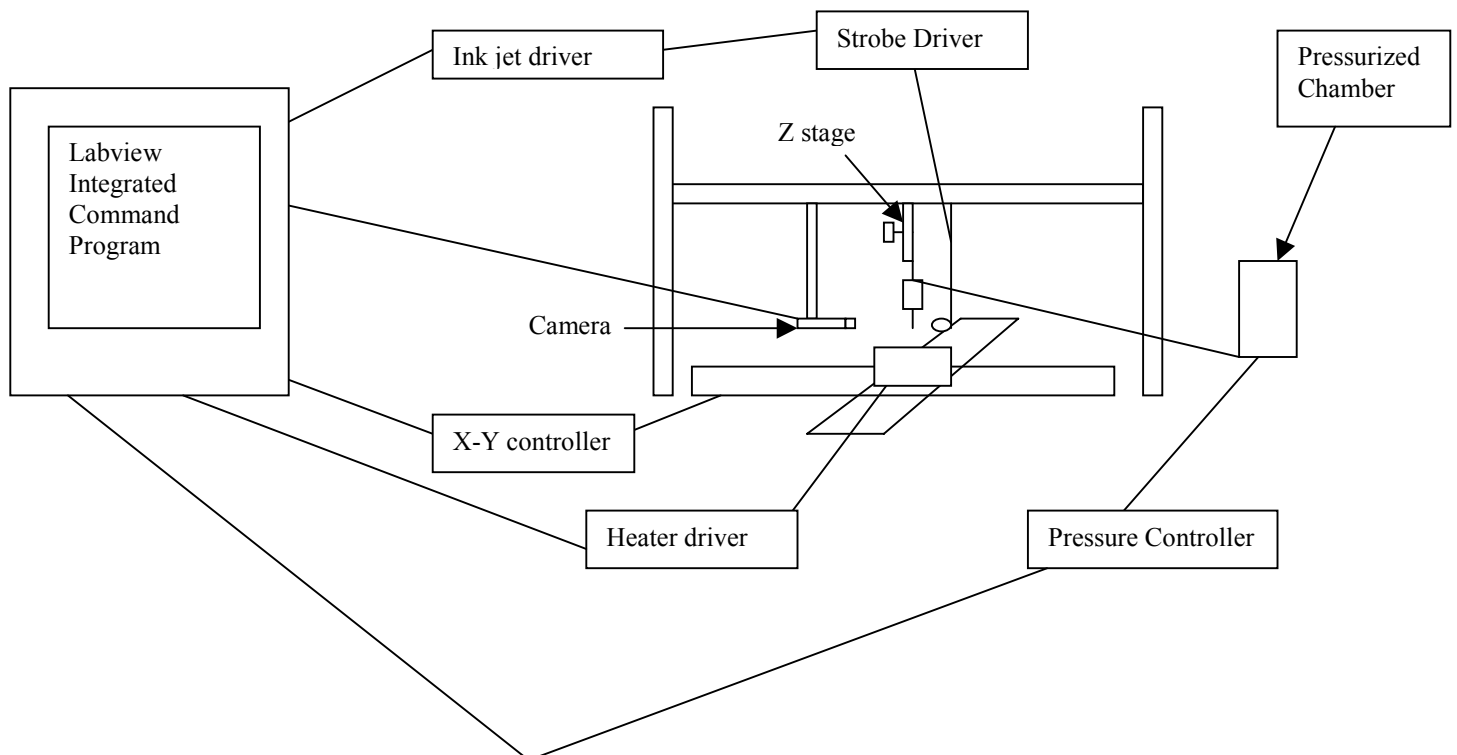 Ink jet driver
Strobe Driver
Pressurized
Chamber
Z stage
Labview
Integrated
Command
Program
Camera
X-Y controller
Heater driver
Pressure Controller